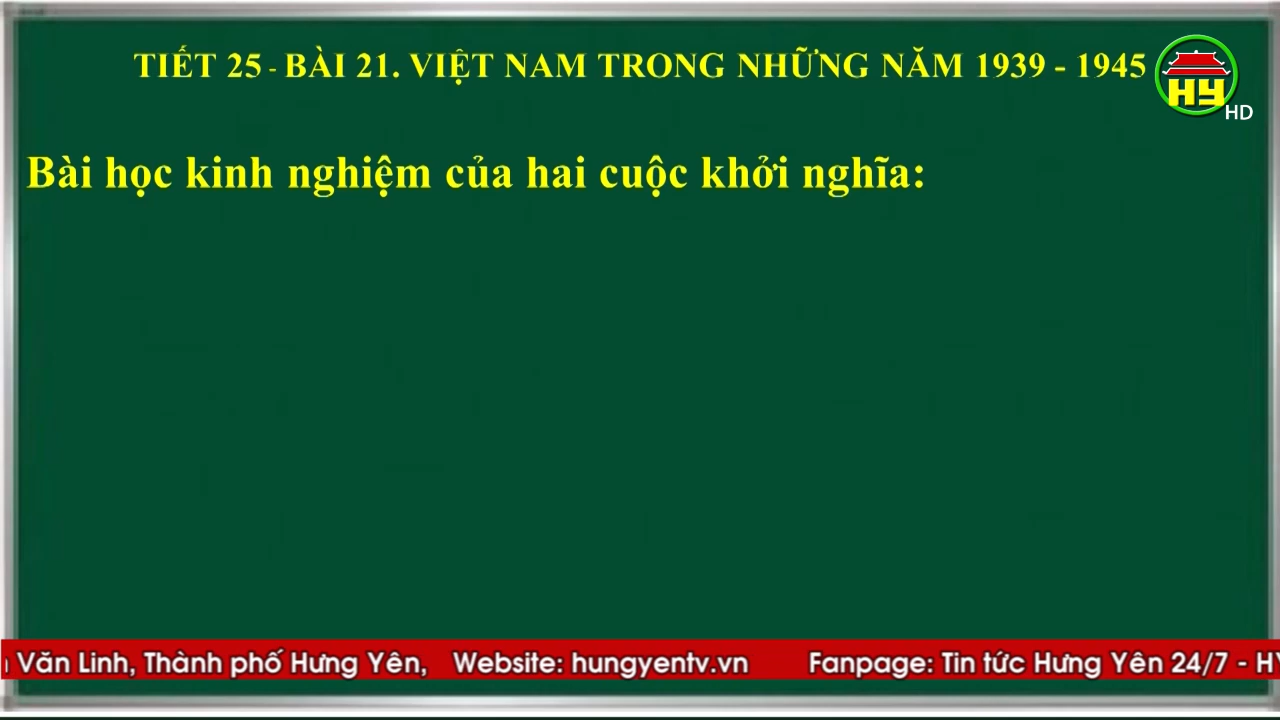 TIẾT 25 - BÀI 21. VIỆT NAM TRONG NHỮNG NĂM 1939 - 1945
HY
HD
Bài học kinh nghiệm của hai cuộc khởi nghĩa:
Văn Linh, Thành phố Hưng Yên, Website: hungyentv.vn Fanpage: Tin tức Hưng Yên 24/7 - HY